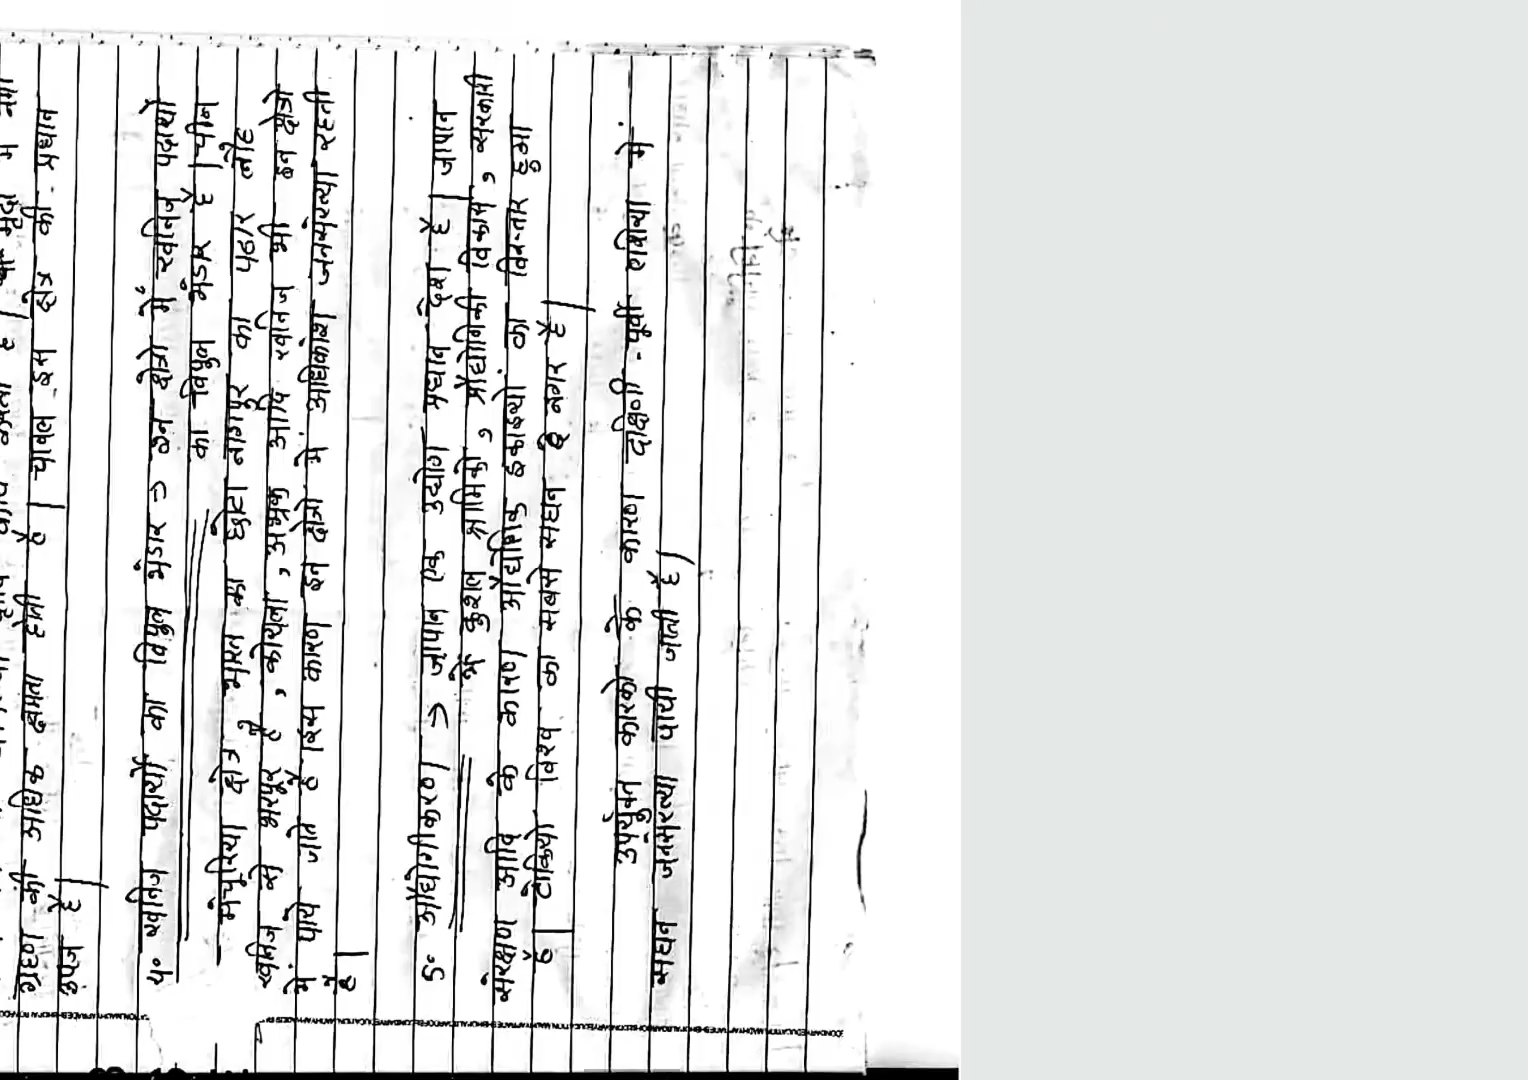 ग्रहण की अधिक क्षमता होती है | चावल इस क्षेत्र की प्रधान
उपज है |
4. खनिज पदार्थो का विपुल भंडार → इन क्षेत्रो में खनिज पदार्थो
का विपुल भंडार है | चीन
मंचूरिया क्षेत्र, भारत का छोटा नागपुर का पठार लोह
खनिज से भरपूर है, कोयला, अभ्रक आदि खनिज भी इन क्षेत्रो
में पाये जाते है इस कारण इन क्षेत्रो में अधिकांश जनसंख्या रहती
है |
5. औद्योगीकरण → जापान एक उद्योग प्रधान देश है | जापान
मे कुशल श्रामिको, प्रौद्योगिकी विकास, सरकारी
संरक्षण आदि के कारण औद्योगिक इकाइयो का विस्तार हुआ
है | टोकियो विश्व का सबसे सघन नगर है |
उपर्युक्त कारको के कारण दक्षिणी - पूर्वी एशिया में
सघन जनसंख्या पायी जाती है |